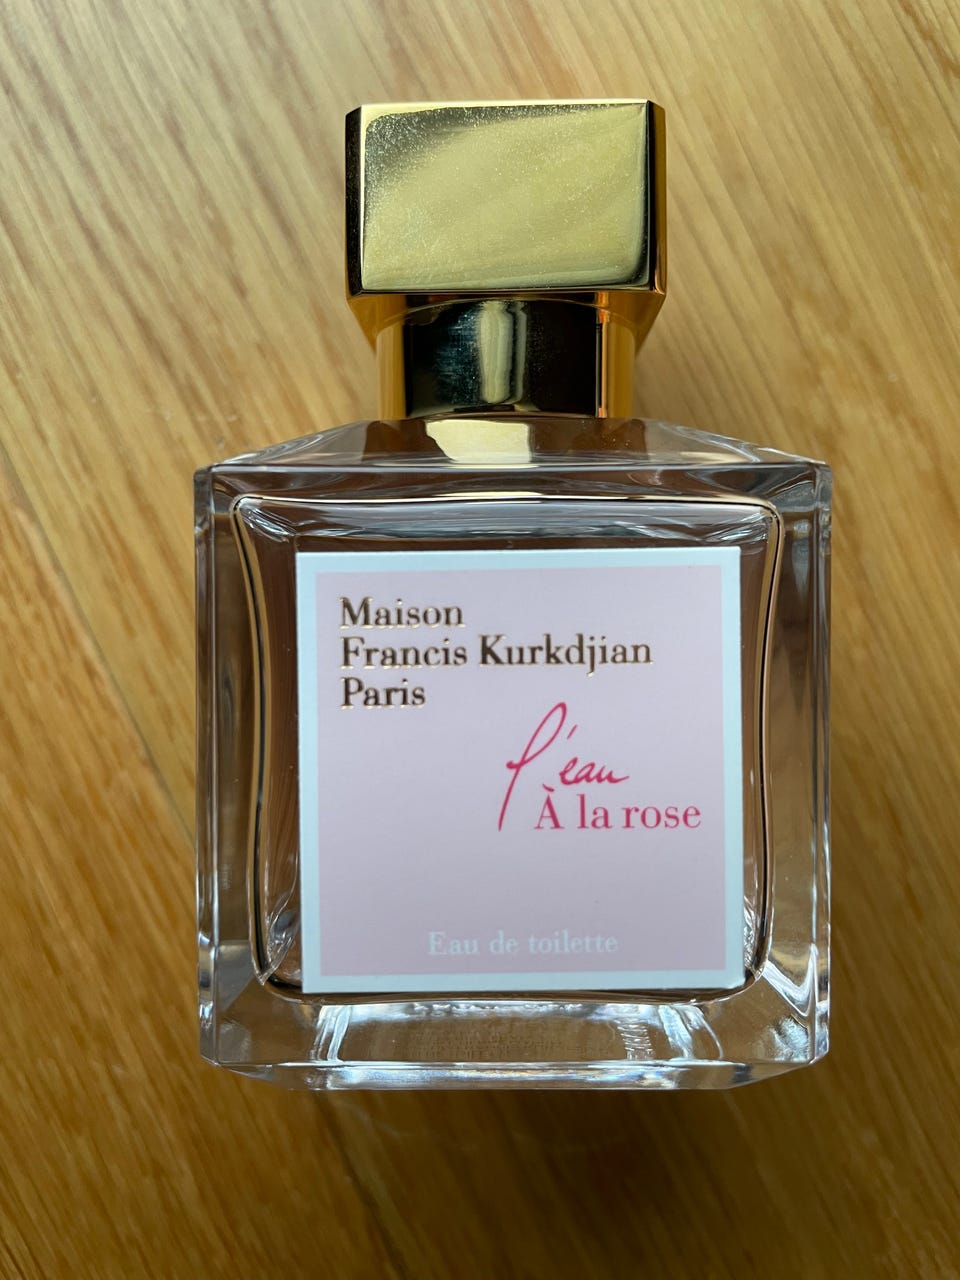 Maison
Francis Kurkdjian
Paris
l'eau
À la rose
Eau de toilette